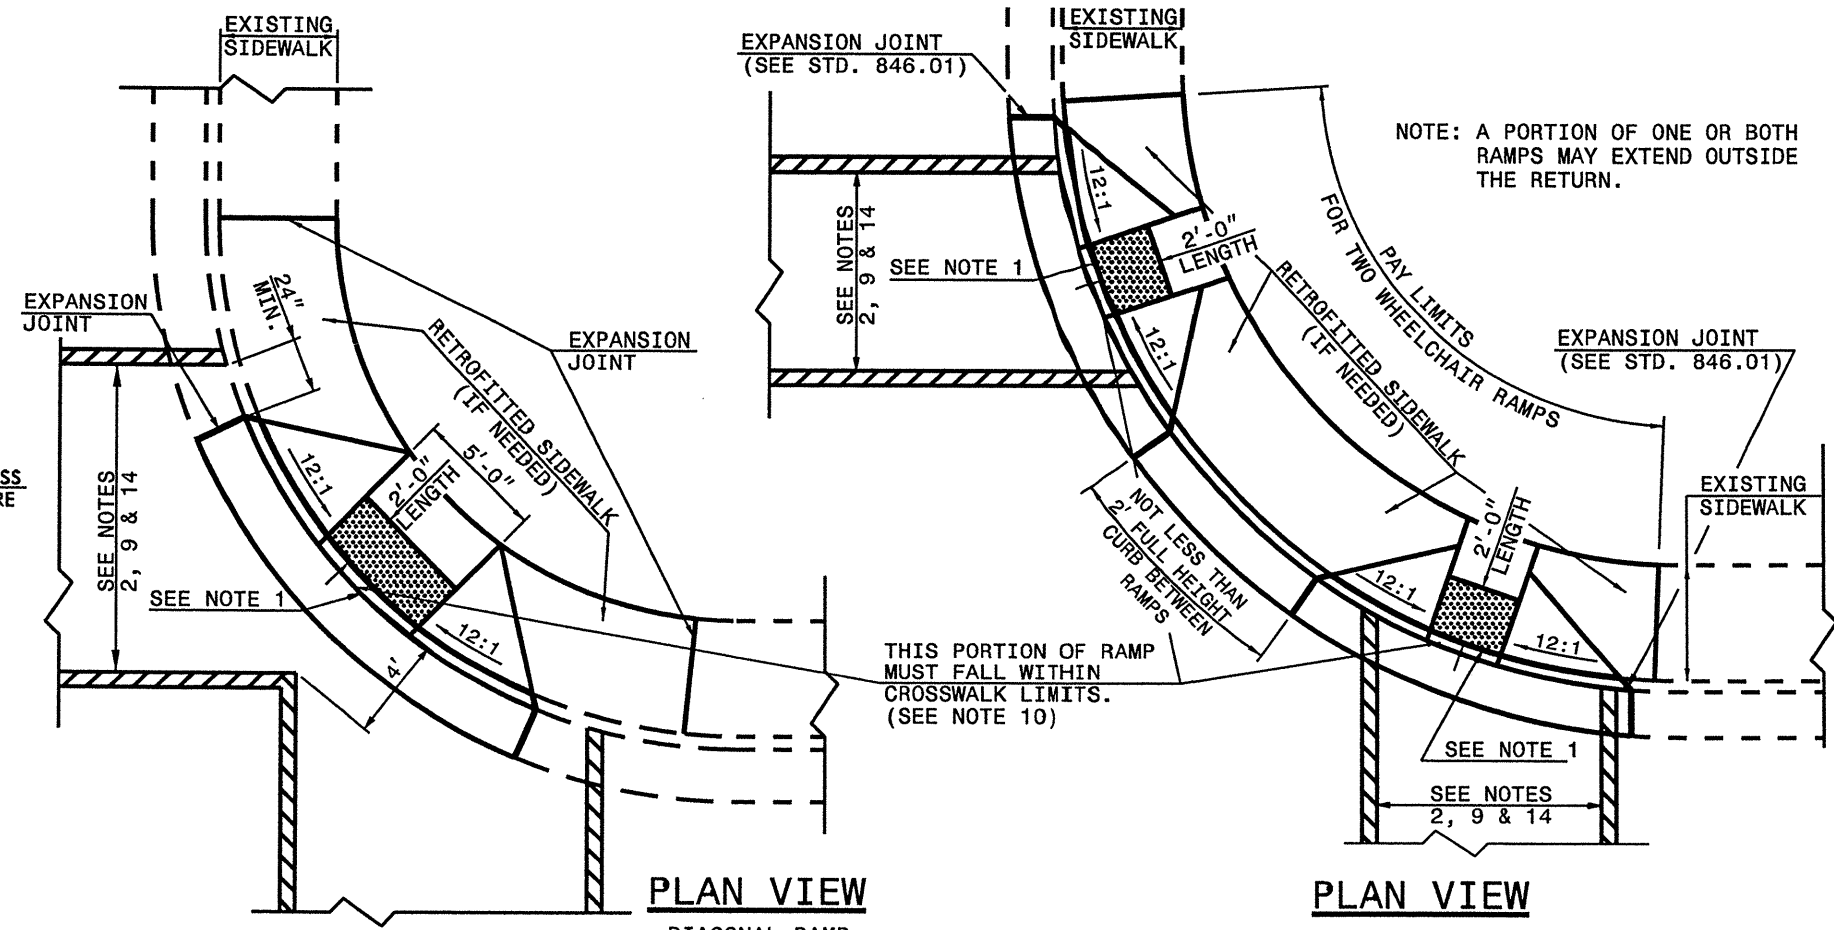 EXISTING
SIDEWALK
EXPANSION
JOINT
24"
MIN.
RETROFITTED SIDEWALK
(IF NEEDED)
EXPANSION
JOINT
SS
RE
SEE NOTES
2, 9 & 14
12:1
2'-0"
LENGTH
5'-0"
SEE NOTE 1
12:1
4'
PLAN VIEW
DIAGONAL RAMP
EXPANSION JOINT
(SEE STD. 846.01)
EXISTING
SIDEWALK
NOTE: A PORTION OF ONE OR BOTH
RAMPS MAY EXTEND OUTSIDE
THE RETURN.
12:1
SEE NOTES
2, 9 & 14
SEE NOTE 1
2'-0"
LENGTH
PAY LIMITS
FOR TWO WHEELCHAIR RAMPS
RETROFITTED SIDEWALK
(IF NEEDED)
12:1
EXPANSION JOINT
(SEE STD. 846.01)
EXISTING
SIDEWALK
NOT LESS THAN
2' FULL HEIGHT
CURB BETWEEN
RAMPS
2'-0"
LENGTH
12:1
12:1
THIS PORTION OF RAMP
MUST FALL WITHIN
CROSSWALK LIMITS.
(SEE NOTE 10)
SEE NOTE 1
SEE NOTES
2, 9 & 14
PLAN VIEW